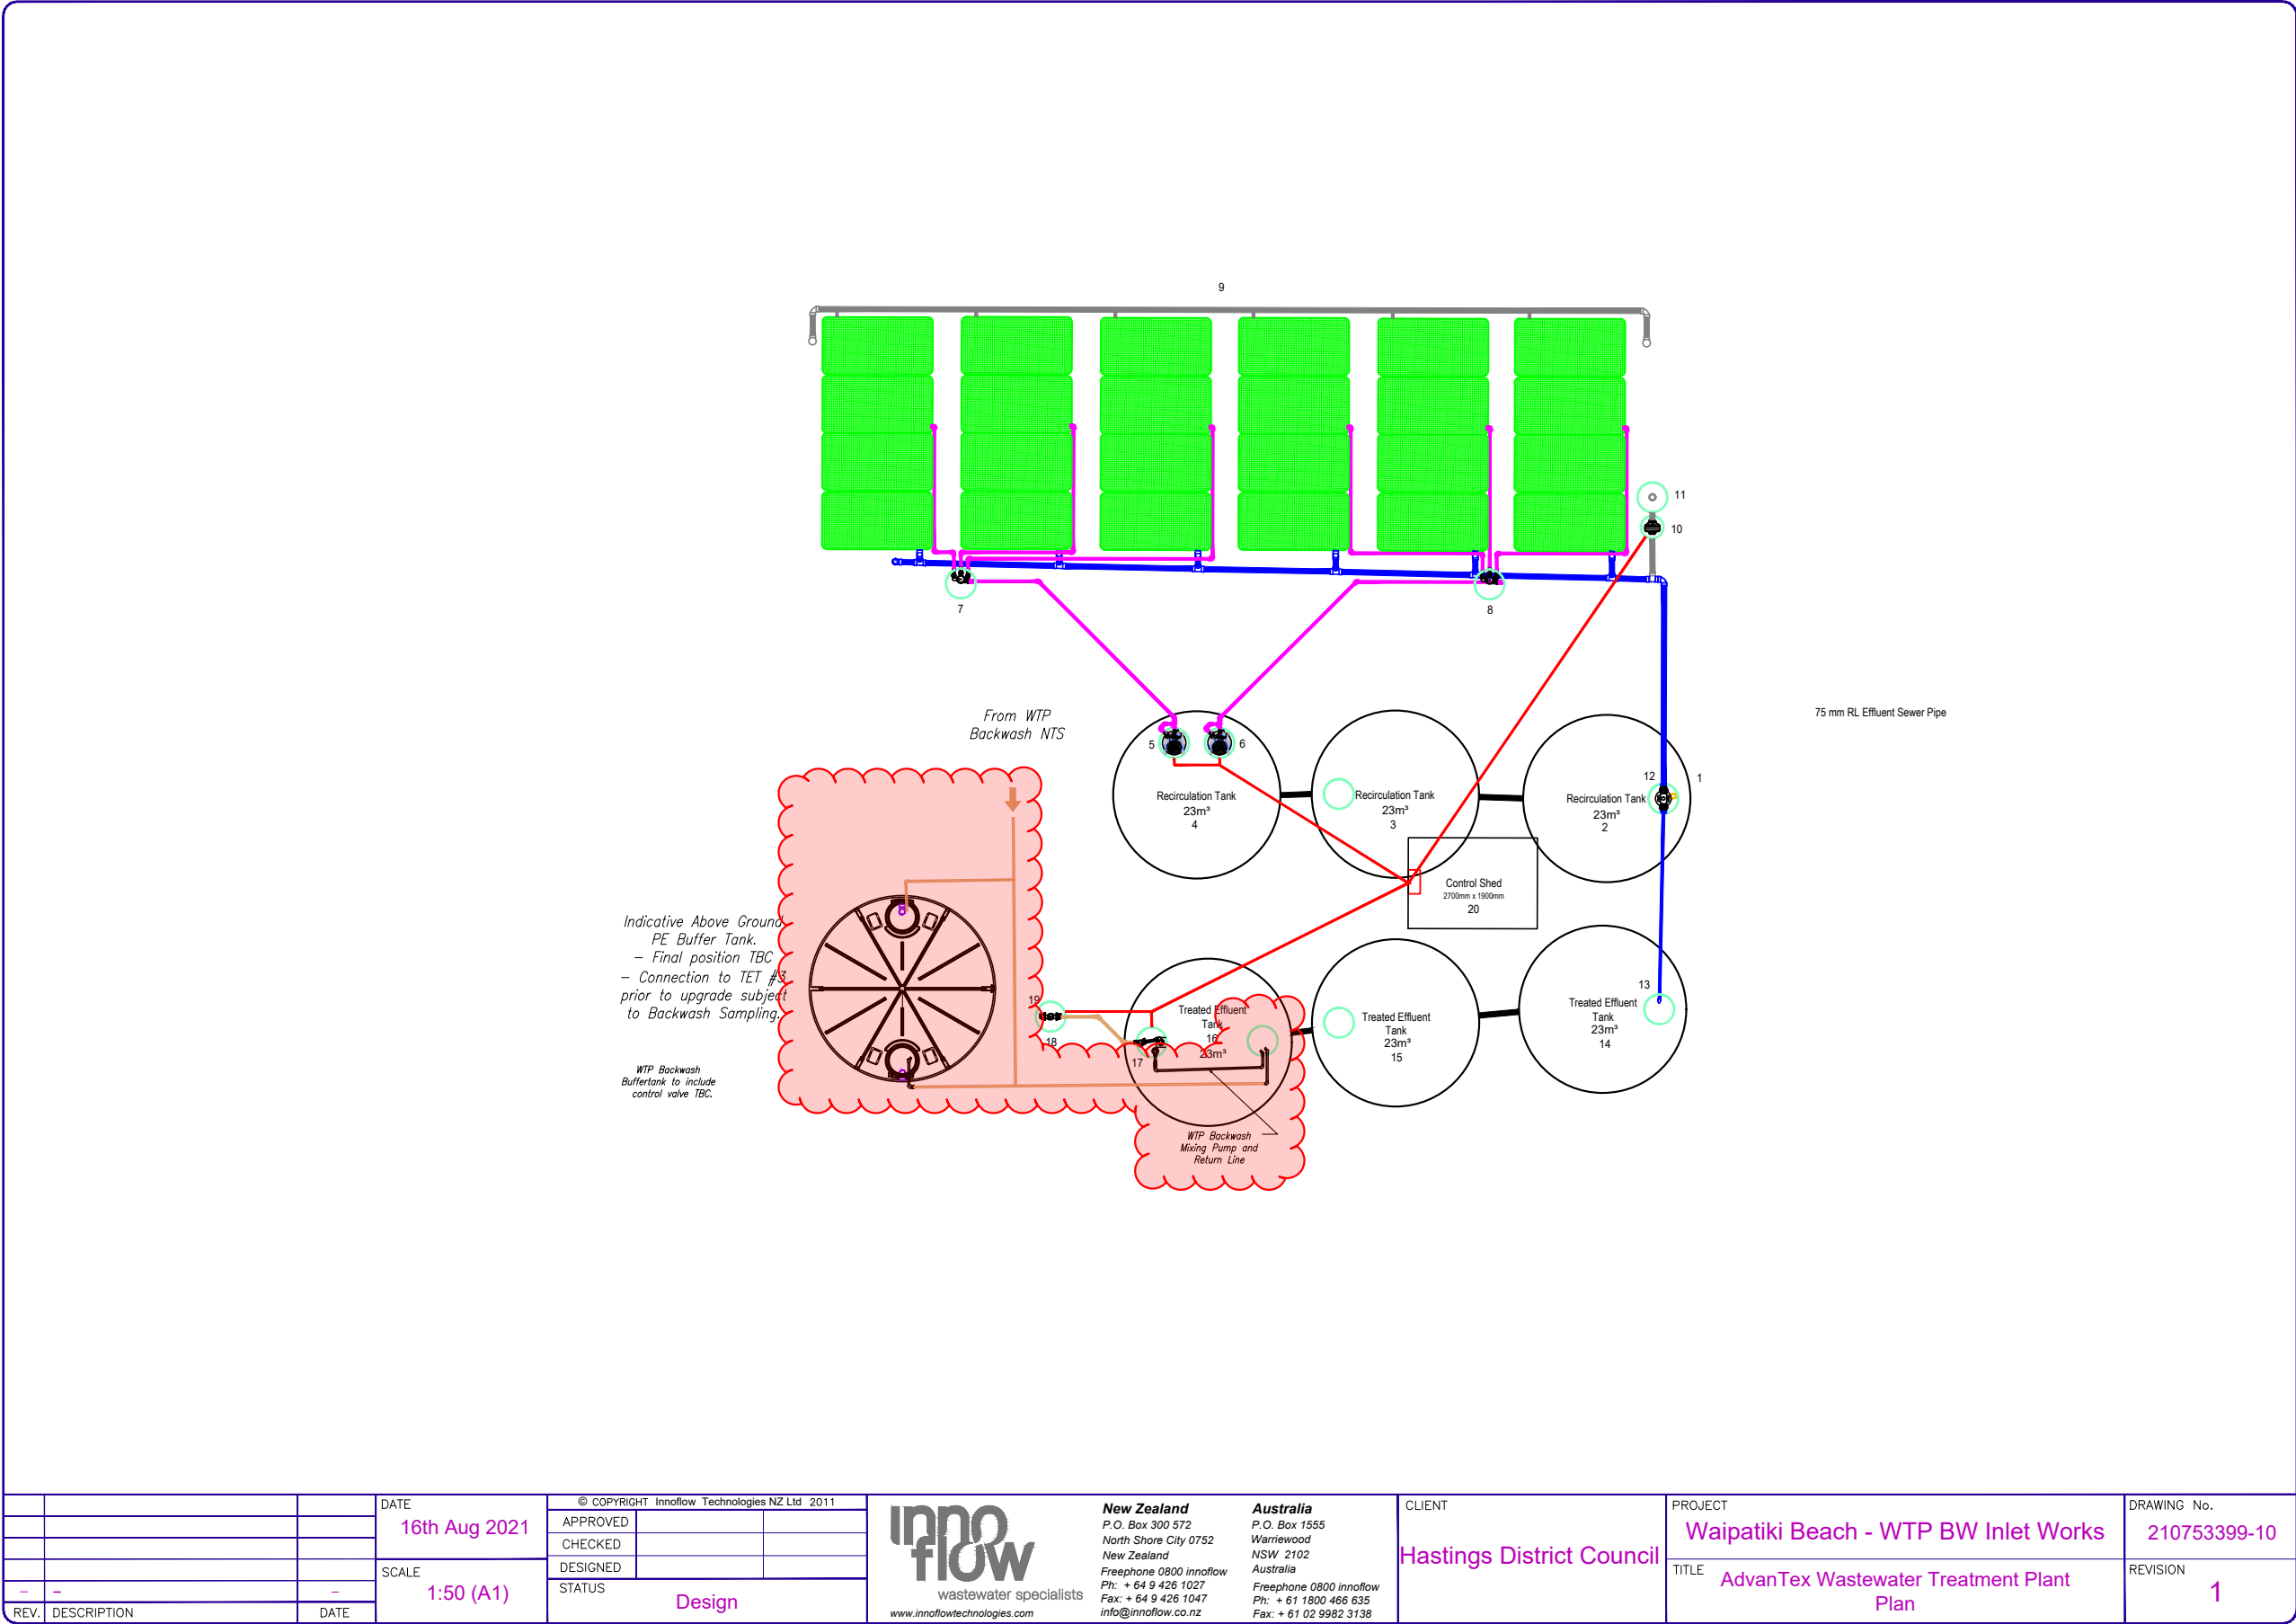 9
11
10
7
8
From WTP
Backwash NTS
75 mm RL Effluent Sewer Pipe
5
6
12
1
Recirculation Tank
23m³
4
Recirculation Tank
23m³
3
Recirculation Tank
23m³
2
Control Shed
2700mm x 1900mm
20
Indicative Above Ground
PE Buffer Tank.
– Final position TBC
– Connection to TET #3
prior to upgrade subject
to Backwash Sampling.
WTP Backwash
Buffertank to include
control valve TBC.
19
18
17
Treated Effluent
Tank
16
23m³
Treated Effluent
Tank
23m³
15
13
Treated Effluent
Tank
23m³
14
WTP Backwash
Mixing Pump and
Return Line
– – –
REV. DESCRIPTION DATE
DATE
16th Aug 2021
SCALE
1:50 (A1)
© COPYRIGHT Innoflow Technologies NZ Ltd 2011
APPROVED
CHECKED
DESIGNED
STATUS
Design
inno
flow
wastewater specialists
www.innoflowtechnologies.com
New Zealand
P.O. Box 300 572
North Shore City 0752
New Zealand
Freephone 0800 innoflow
Ph: + 64 9 426 1027
Fax: + 64 9 426 1047
info@innoflow.co.nz
Australia
P.O. Box 1555
Warriewood
NSW 2102
Australia
Freephone 0800 innoflow
Ph: + 61 1800 466 635
Fax: + 61 02 9982 3138
CLIENT
Hastings District Council
PROJECT
Waipatiki Beach - WTP BW Inlet Works
TITLE
AdvanTex Wastewater Treatment Plant
Plan
DRAWING No.
210753399-10
REVISION
1